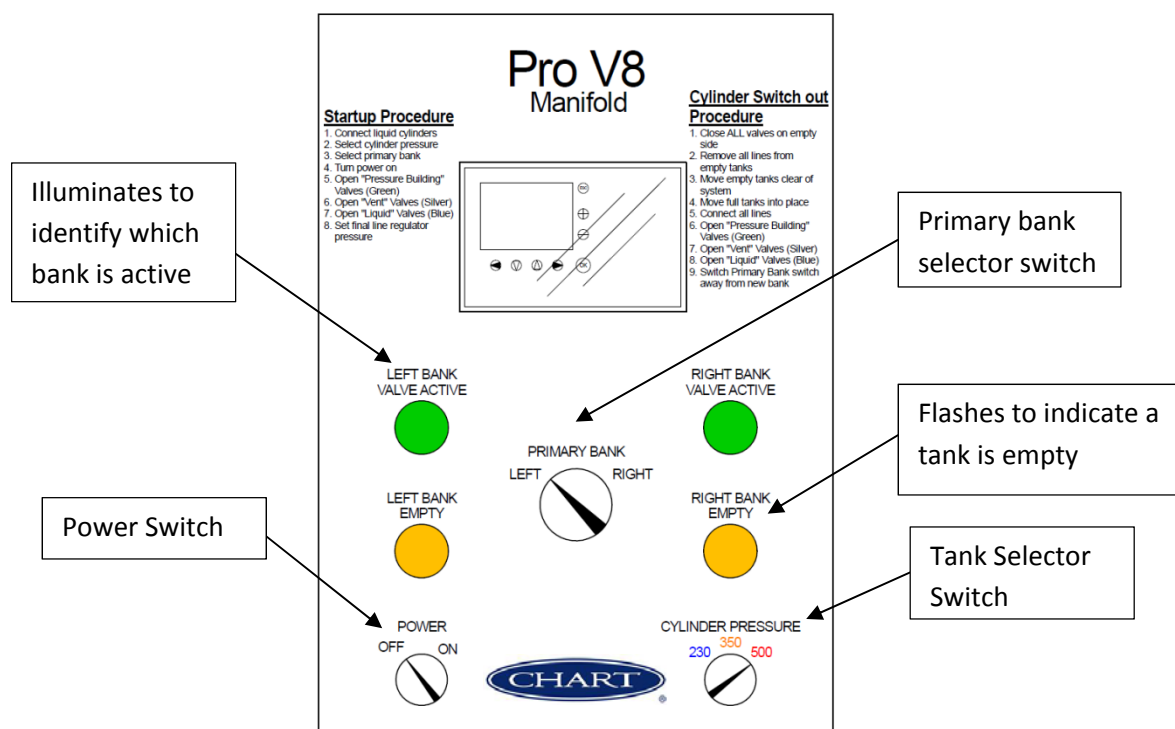 Pro V8
Manifold
Startup Procedure
1. Connect liquid cylinders
2. Select cylinder pressure
3. Select primary bank
4. Turn power on
5. Open "Pressure Building"
Valves (Green)
6. Open "Vent" Valves (Silver)
7. Open "Liquid" Valves (Blue)
8. Set final line regulator
pressure
Cylinder Switch out
Procedure
1. Close ALL valves on empty
side
2. Remove all lines from
empty tanks
3. Move empty tanks clear of
system
4. Move full tanks into place
5. Connect all lines
6. Open "Pressure Building"
Valves (Green)
7. Open "Vent" Valves (Silver)
8. Open "Liquid" Valves (Blue)
9. Switch Primary Bank switch
away from new bank
Illuminates to
identify which
bank is active
Primary bank
selector switch
OK
LEFT BANK
VALVE ACTIVE
RIGHT BANK
VALVE ACTIVE
Flashes to indicate a
tank is empty
PRIMARY BANK
LEFT
RIGHT
LEFT BANK
EMPTY
RIGHT BANK
EMPTY
Power Switch
Tank Selector
Switch
POWER
OFF
ON
CYLINDER PRESSURE
230
350
500
CHART
®